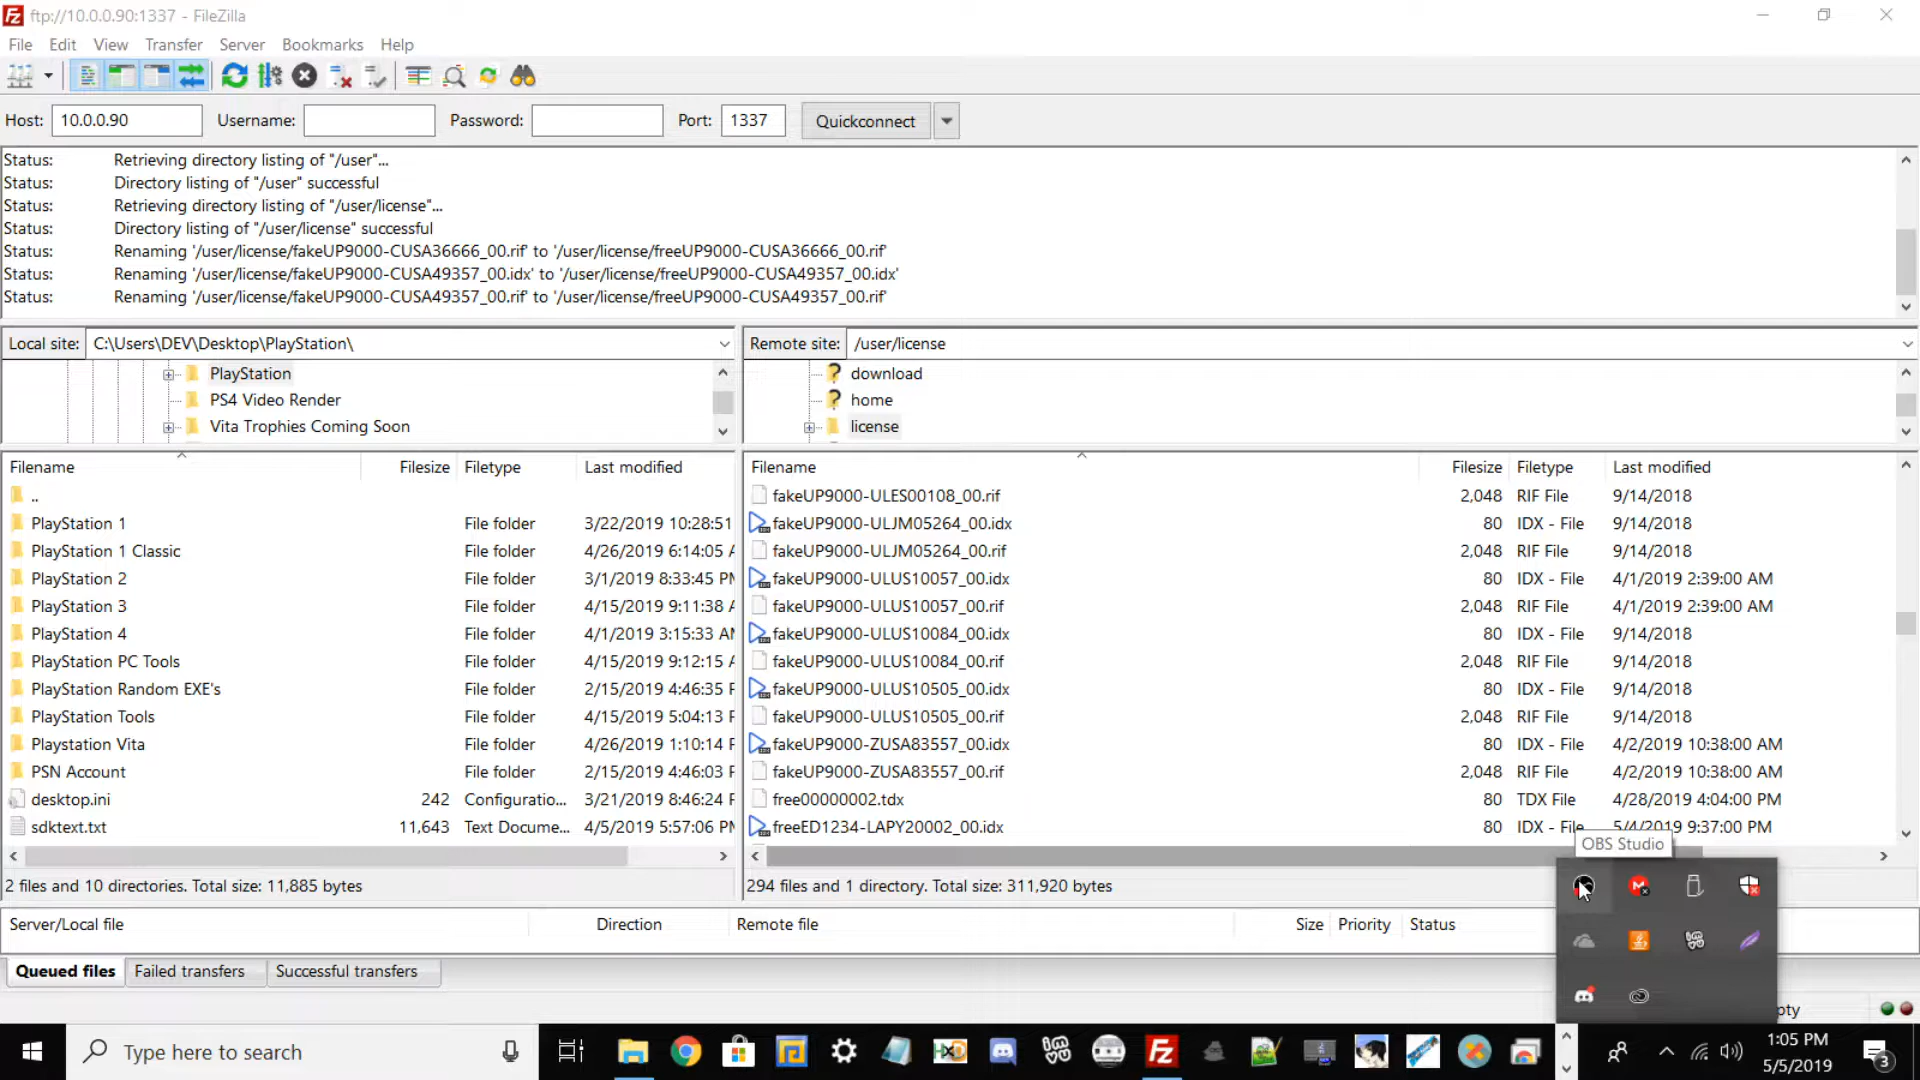 ftp://10.0.0.90:1337 - FileZilla
File Edit View Transfer Server Bookmarks Help
Host: 10.0.0.90 Username: Password: Port: 1337 Quickconnect
Status: Retrieving directory listing of "/user"...
Status: Directory listing of "/user" successful
Status: Retrieving directory listing of "/user/license"...
Status: Directory listing of "/user/license" successful
Status: Renaming '/user/license/fakeUP9000-CUSA36666_00.rif' to '/user/license/freeUP9000-CUSA36666_00.rif'
Status: Renaming '/user/license/fakeUP9000-CUSA49357_00.idx' to '/user/license/freeUP9000-CUSA49357_00.idx'
Status: Renaming '/user/license/fakeUP9000-CUSA49357_00.rif' to '/user/license/freeUP9000-CUSA49357_00.rif'
Local site: C:\Users\DEV\Desktop\PlayStation\
PlayStation
PS4 Video Render
Vita Trophies Coming Soon
Filename Filesize Filetype Last modified
..
PlayStation 1 File folder 3/22/2019 10:28:51
PlayStation 1 Classic File folder 4/26/2019 6:14:05 A
PlayStation 2 File folder 3/1/2019 8:33:45 PM
PlayStation 3 File folder 4/15/2019 9:11:38 A
PlayStation 4 File folder 4/1/2019 3:15:33 AM
PlayStation PC Tools File folder 4/15/2019 9:12:15 A
PlayStation Random EXE's File folder 2/15/2019 4:46:35 P
PlayStation Tools File folder 4/15/2019 5:04:13 P
Playstation Vita File folder 4/26/2019 1:10:14 P
PSN Account File folder 2/15/2019 4:46:03 P
desktop.ini 242 Configuratio... 3/21/2019 8:46:24 P
sdktext.txt 11,643 Text Docume... 4/5/2019 5:57:06 PM
2 files and 10 directories. Total size: 11,885 bytes
Remote site: /user/license
download
home
license
Filename Filesize Filetype Last modified
fakeUP9000-ULES00108_00.rif 2,048 RIF File 9/14/2018
fakeUP9000-ULJM05264_00.idx 80 IDX - File 9/14/2018
fakeUP9000-ULJM05264_00.rif 2,048 RIF File 9/14/2018
fakeUP9000-ULUS10057_00.idx 80 IDX - File 4/1/2019 2:39:00 AM
fakeUP9000-ULUS10057_00.rif 2,048 RIF File 4/1/2019 2:39:00 AM
fakeUP9000-ULUS10084_00.idx 80 IDX - File 9/14/2018
fakeUP9000-ULUS10084_00.rif 2,048 RIF File 9/14/2018
fakeUP9000-ULUS10505_00.idx 80 IDX - File 9/14/2018
fakeUP9000-ULUS10505_00.rif 2,048 RIF File 9/14/2018
fakeUP9000-ZUSA83557_00.idx 80 IDX - File 4/2/2019 10:38:00 AM
fakeUP9000-ZUSA83557_00.rif 2,048 RIF File 4/2/2019 10:38:00 AM
free00000002.tdx 80 TDX File 4/28/2019 4:04:00 PM
freeED1234-LAPY20002_00.idx 80 IDX - File 5/4/2019 9:37:00 PM
OBS Studio
294 files and 1 directory. Total size: 311,920 bytes
Server/Local file Direction Remote file Size Priority Status
Queued files Failed transfers Successful transfers
pty
Type here to search
1:05 PM
5/5/2019
3